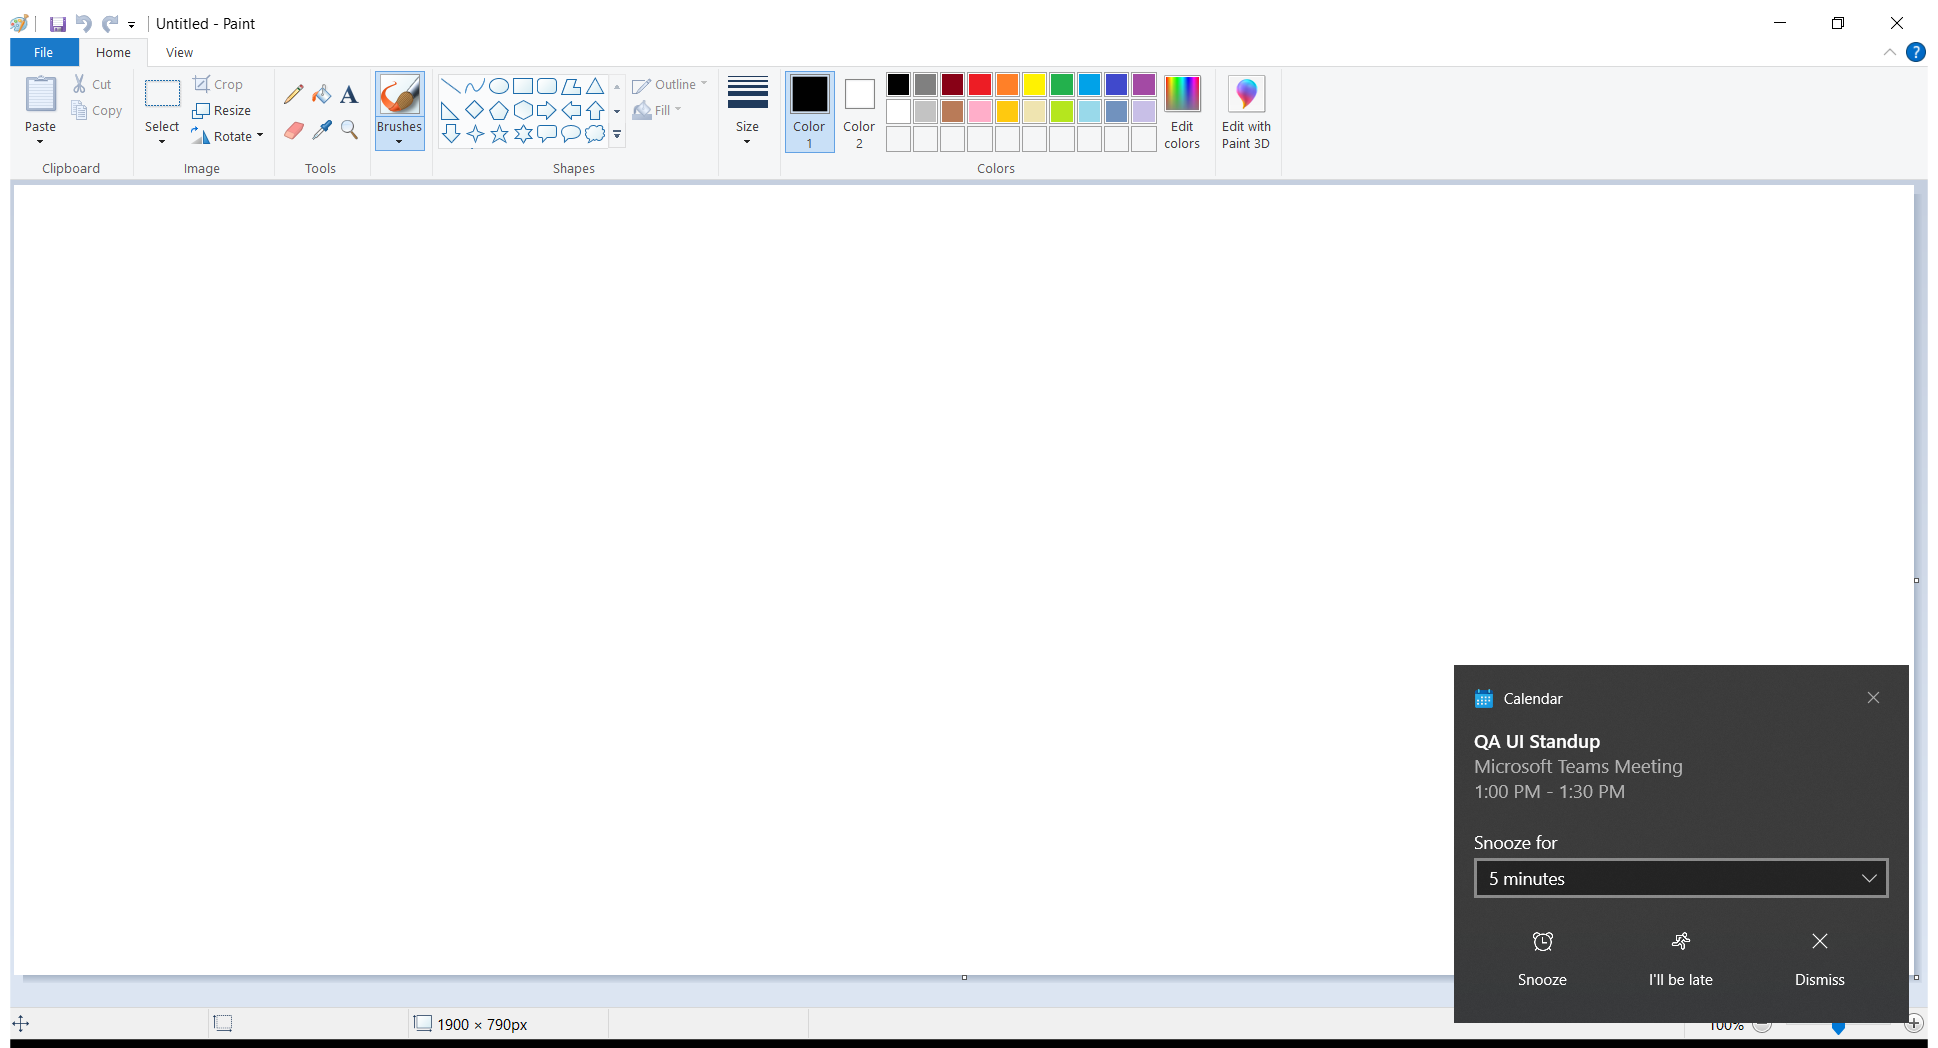 Untitled - Paint
File Home View
Paste
Cut
Copy
Clipboard
Select
Crop
Resize
Rotate
Image
A
Tools
Brushes
Shapes
Outline
Fill
Size
Color 1
Color 2
Edit colors
Colors
Edit with Paint 3D
?
Calendar
QA UI Standup
Microsoft Teams Meeting
1:00 PM - 1:30 PM
Snooze for
5 minutes
Snooze I'll be late Dismiss
1900 × 790px
100%